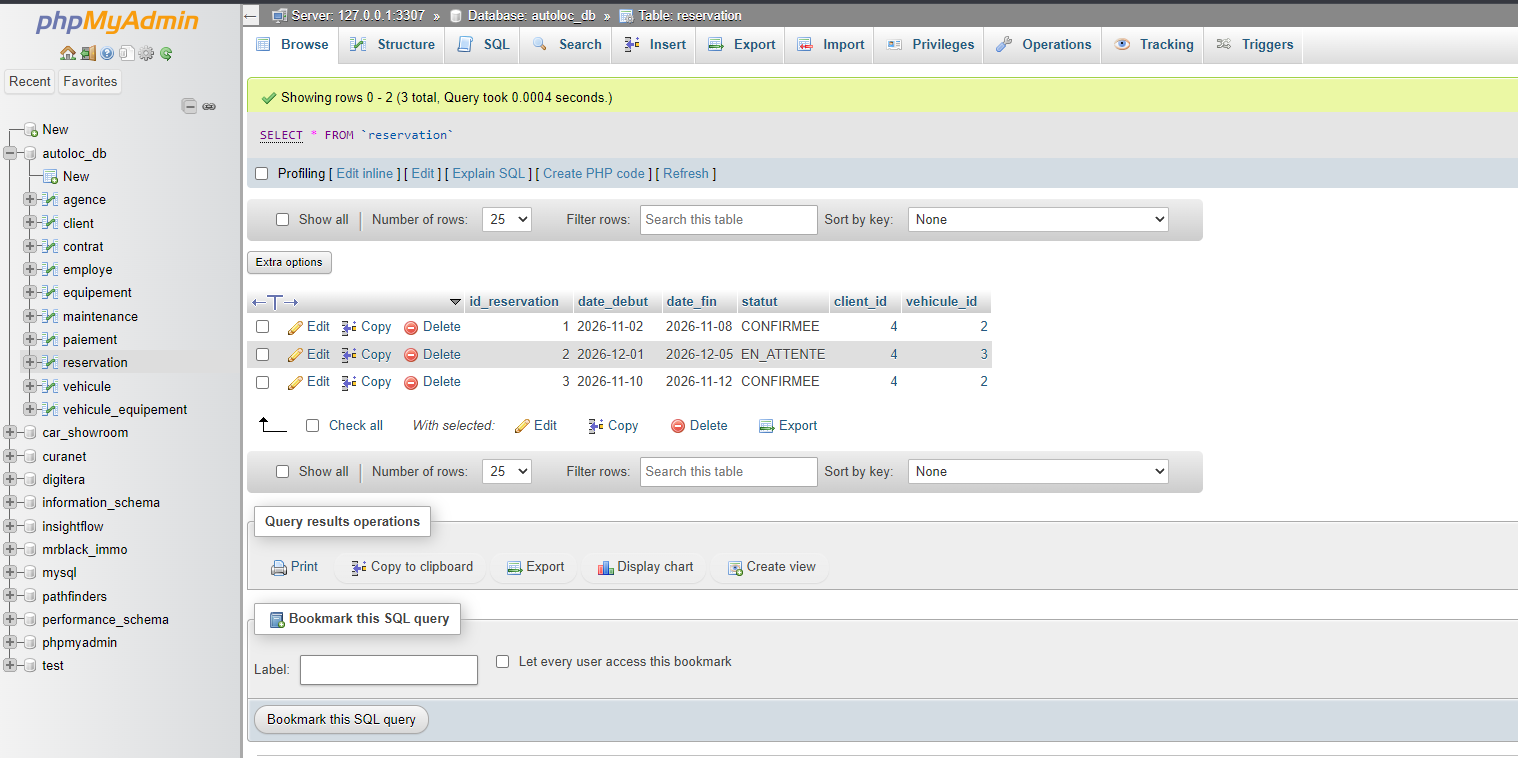 phpMyAdmin
Recent Favorites
New
autoloc_db
New
agence
client
contrat
employe
equipement
maintenance
paiement
reservation
vehicule
vehicule_equipement
car_showroom
curanet
digitera
information_schema
insightflow
mrblack_immo
mysql
pathfinders
performance_schema
phpmyadmin
test
Server: 127.0.0.1:3307 » Database: autoloc_db » Table: reservation
Browse Structure SQL Search Insert Export Import Privileges Operations Tracking Triggers
Showing rows 0 - 2 (3 total, Query took 0.0004 seconds.)
SELECT * FROM `reservation`
Profiling [ Edit inline ] [ Edit ] [ Explain SQL ] [ Create PHP code ] [ Refresh ]
Show all | Number of rows: 25 Filter rows: Search this table Sort by key: None
Extra options
←T→ id_reservation date_debut date_fin statut client_id vehicule_id
Edit Copy Delete 1 2026-11-02 2026-11-08 CONFIRMEE 4 2
Edit Copy Delete 2 2026-12-01 2026-12-05 EN_ATTENTE 4 3
Edit Copy Delete 3 2026-11-10 2026-11-12 CONFIRMEE 4 2
Check all With selected: Edit Copy Delete Export
Show all | Number of rows: 25 Filter rows: Search this table Sort by key: None
Query results operations
Print Copy to clipboard Export Display chart Create view
Bookmark this SQL query
Label: Let every user access this bookmark
Bookmark this SQL query